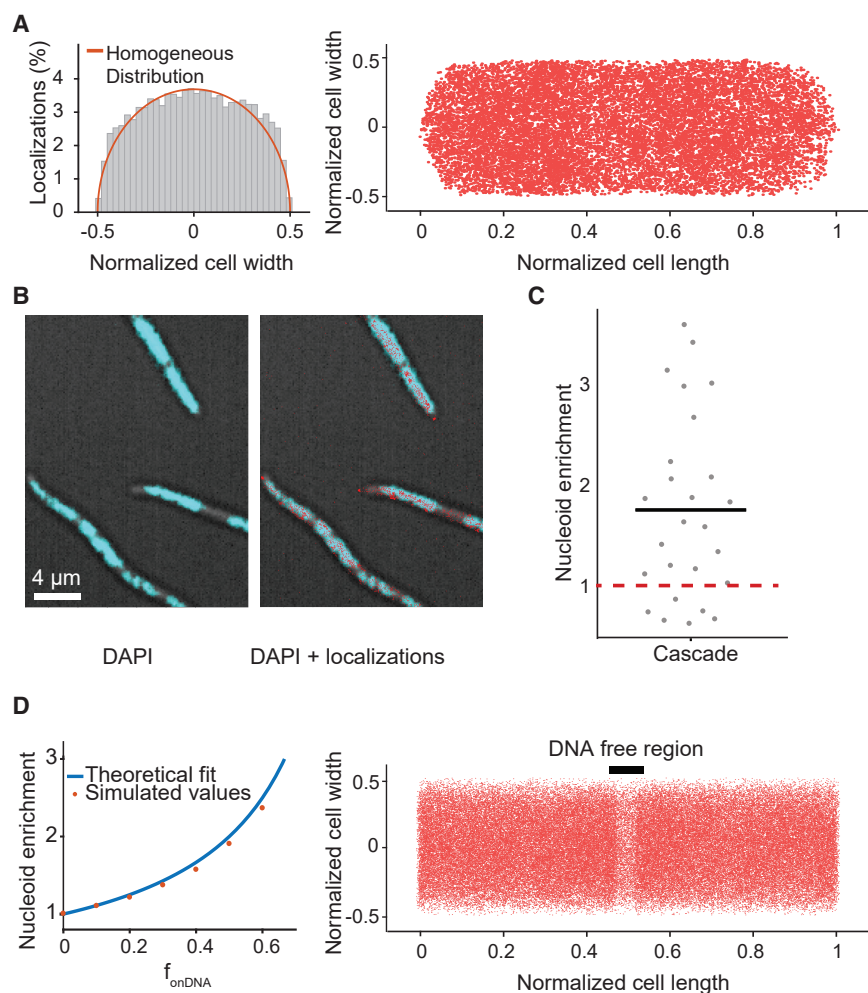 A
Localizations (%)
4
3
2
1
0
Homogeneous
Distribution
-0.5
0
0.5
Normalized cell width
Normalized cell width
0.5
0
-0.5
0
0.2
0.4
0.6
0.8
1
Normalized cell length
B
4 µm
DAPI
DAPI + localizations
C
Nucleoid enrichment
3
2
1
Cascade
D
Nucleoid enrichment
3
2
1
Theoretical fit
Simulated values
0
0.2
0.4
0.6
fonDNA
DNA free region
Normalized cell width
0.5
0
-0.5
0
0.2
0.4
0.6
0.8
1
Normalized cell length